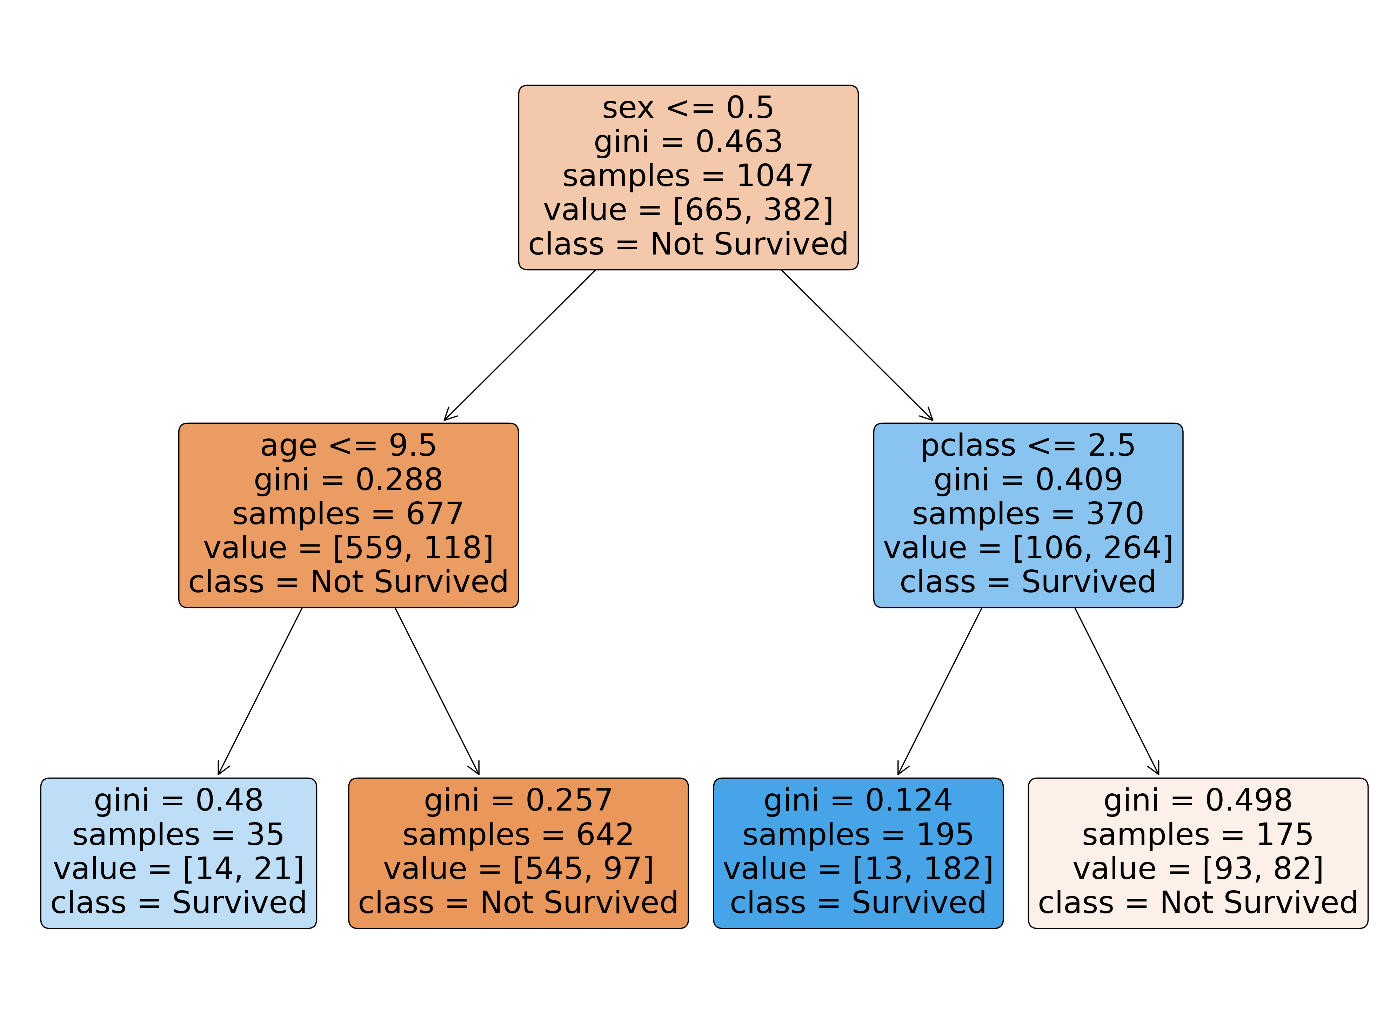 sex <= 0.5
gini = 0.463
samples = 1047
value = [665, 382]
class = Not Survived
age <= 9.5
gini = 0.288
samples = 677
value = [559, 118]
class = Not Survived
pclass <= 2.5
gini = 0.409
samples = 370
value = [106, 264]
class = Survived
gini = 0.48
samples = 35
value = [14, 21]
class = Survived
gini = 0.257
samples = 642
value = [545, 97]
class = Not Survived
gini = 0.124
samples = 195
value = [13, 182]
class = Survived
gini = 0.498
samples = 175
value = [93, 82]
class = Not Survived